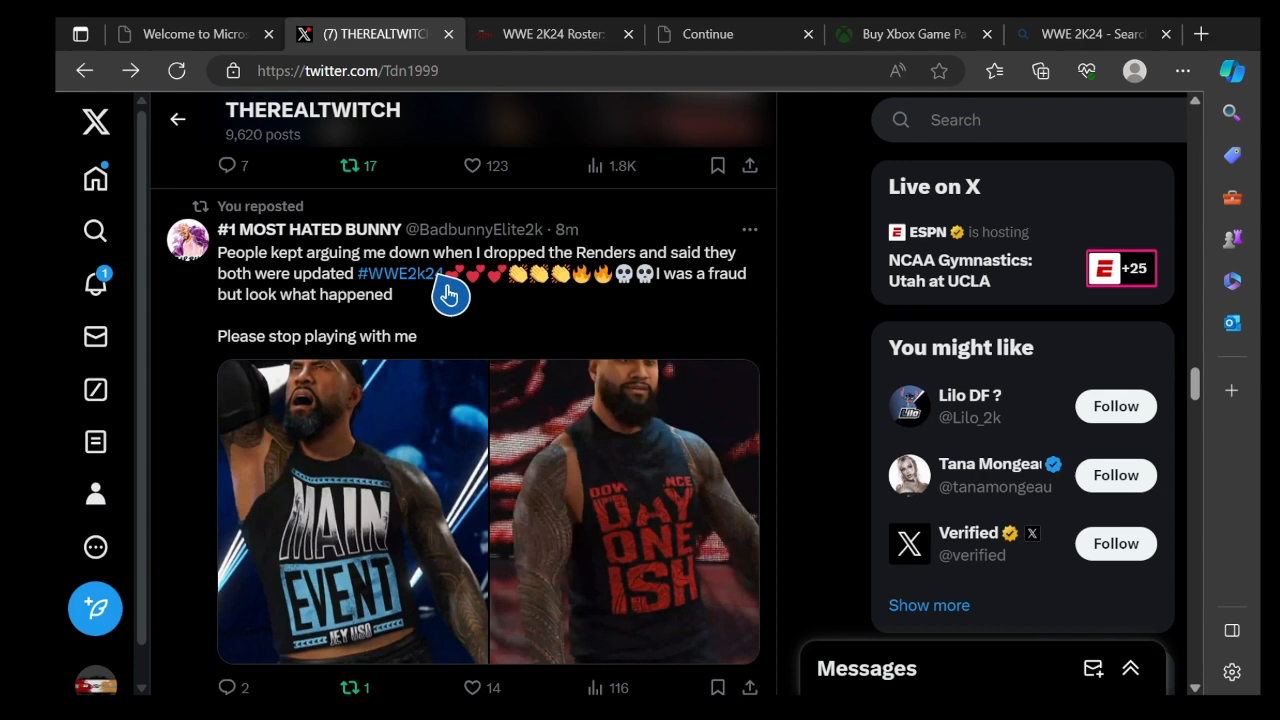 Welcome to Micros
(7) THEREALTWITC
WWE 2K24 Roster:
Continue
Buy Xbox Game Pa
WWE 2K24 - Searc
https://twitter.com/Tdn1999
THEREALTWITCH
9,620 posts
7
17
123
1.8K
You reposted
#1 MOST HATED BUNNY @BadbunnyElite2k · 8m
People kept arguing me down when I dropped the Renders and said they
both were updated #WWE2k24💕💕💕👏👏👏🔥🔥💀💀I was a fraud
but look what happened
Please stop playing with me
MAIN
EVENT
JEY USO
DAY
ONE
ISH
2
1
14
116
Search
Live on X
ESPN is hosting
NCAA Gymnastics:
Utah at UCLA
+25
You might like
Lilo DF ?
@Lilo_2k
Follow
Tana Mongeau
@tanamongeau
Follow
Verified
@verified
Follow
Show more
Messages
1